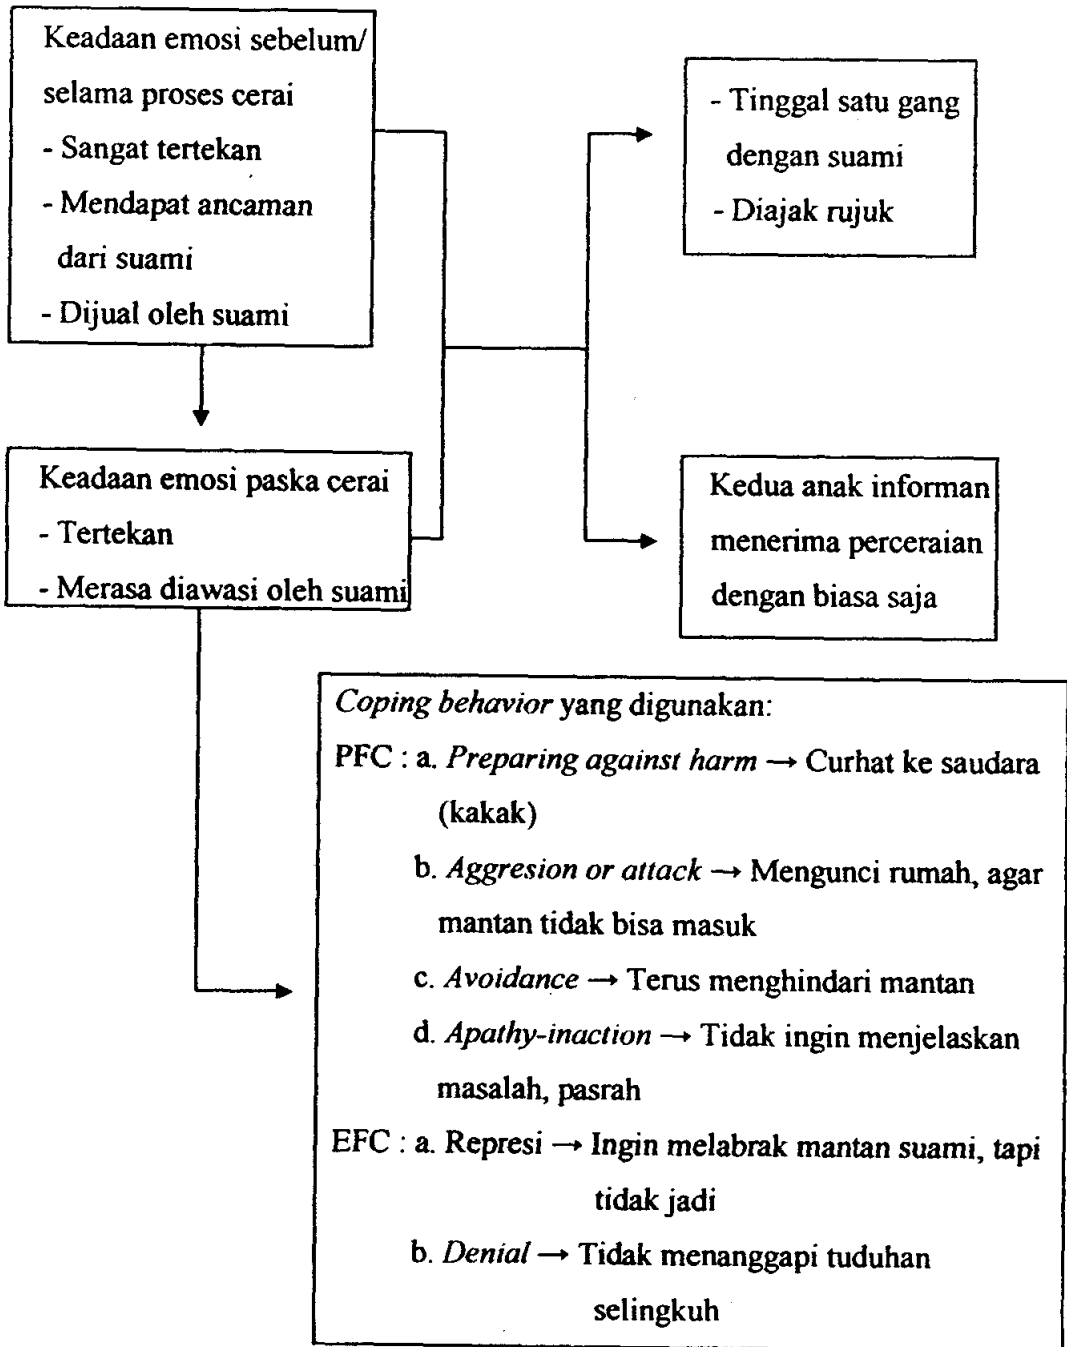 Keadaan emosi sebelum/
selama proses cerai
- Sangat tertekan
- Mendapat ancaman
dari suami
- Dijual oleh suami
- Tinggal satu gang
dengan suami
- Diajak rujuk
Keadaan emosi paska cerai
- Tertekan
- Merasa diawasi oleh suami
Kedua anak informan
menerima perceraian
dengan biasa saja
Coping behavior yang digunakan:
PFC : a. Preparing against harm → Curhat ke saudara
(kakak)
b. Aggresion or attack → Mengunci rumah, agar
mantan tidak bisa masuk
c. Avoidance → Terus menghindari mantan
d. Apathy-inaction → Tidak ingin menjelaskan
masalah, pasrah
EFC : a. Represi → Ingin melabrak mantan suami, tapi
tidak jadi
b. Denial → Tidak menanggapi tuduhan
selingkuh